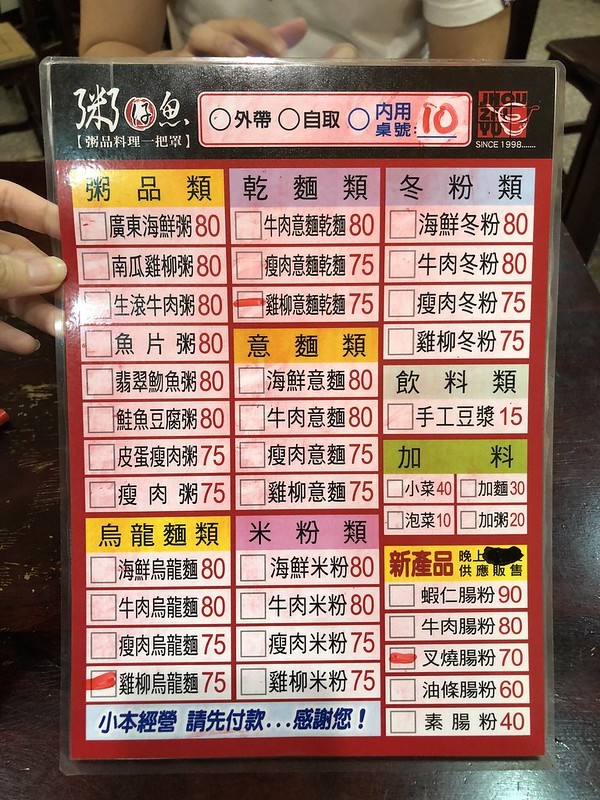 粥仔魚
【粥品料理一把罩】
○外帶 ○自取 ○內用
桌號:10
JHOU ZAI YU
SINCE 1998......
粥品類
廣東海鮮粥80
南瓜雞柳粥80
生滾牛肉粥80
魚片粥80
翡翠魩魚粥80
鮭魚豆腐粥80
皮蛋瘦肉粥75
瘦肉粥75
烏龍麵類
海鮮烏龍麵80
牛肉烏龍麵80
瘦肉烏龍麵75
雞柳烏龍麵75
乾麵類
牛肉意麵乾麵80
瘦肉意麵乾麵75
雞柳意麵乾麵75
意麵類
海鮮意麵80
牛肉意麵80
瘦肉意麵75
雞柳意麵75
米粉類
海鮮米粉80
牛肉米粉80
瘦肉米粉75
雞柳米粉75
冬粉類
海鮮冬粉80
牛肉冬粉80
瘦肉冬粉75
雞柳冬粉75
飲料類
手工豆漿15
加料
小菜40 加麵30
泡菜10 加粥20
新產品 晚上
供應販售
蝦仁腸粉90
牛肉腸粉80
叉燒腸粉70
油條腸粉60
素腸粉40
小本經營 請先付款...感謝您!